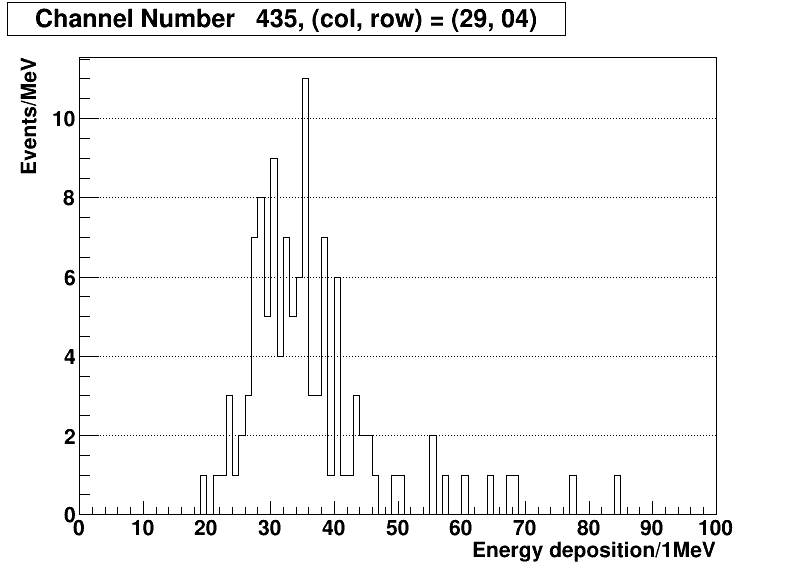 Channel Number 435, (col, row) = (29, 04)
Events/MeV
10
8
6
4
2
0
0 10 20 30 40 50 60 70 80 90 100
Energy deposition/1MeV